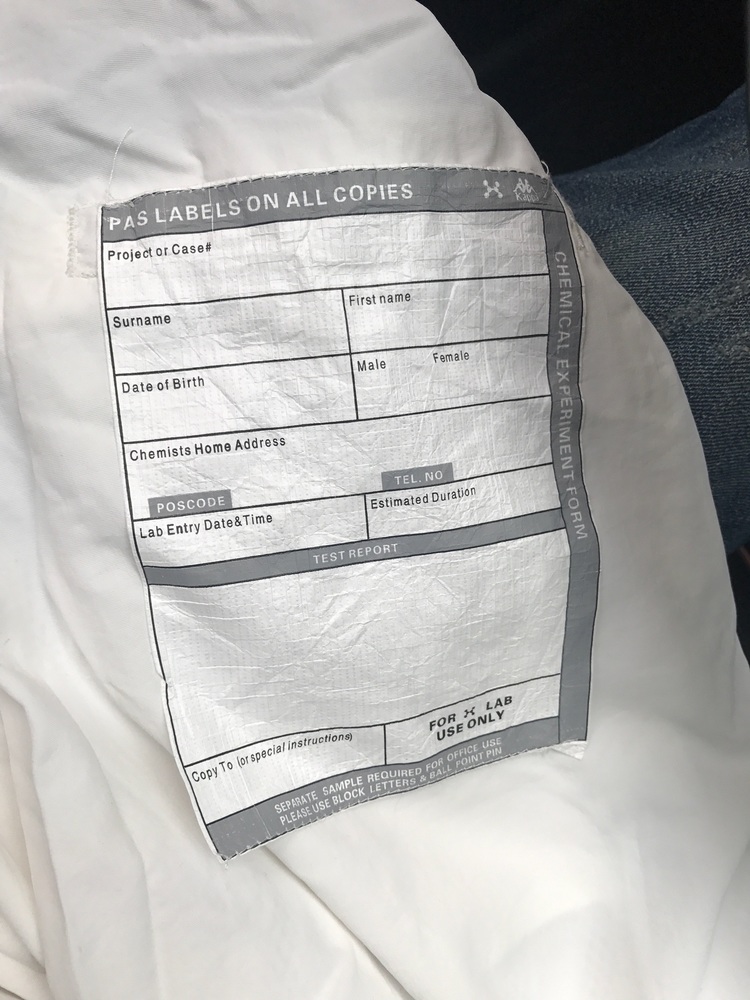 PAS LABELS ON ALL COPIES
Kappa
Project or Case#
Surname
First name
Date of Birth
Male Female
Chemists Home Address
POSCODE
TEL. NO
Lab Entry Date&Time
Estimated Duration
TEST REPORT
CHEMICAL EXPERIMENT FORM
Copy To (or special instructions)
FOR LAB
USE ONLY
SEPARATE SAMPLE REQUIRED FOR OFFICE USE
PLEASE USE BLOCK LETTERS & BALL POINT PIN